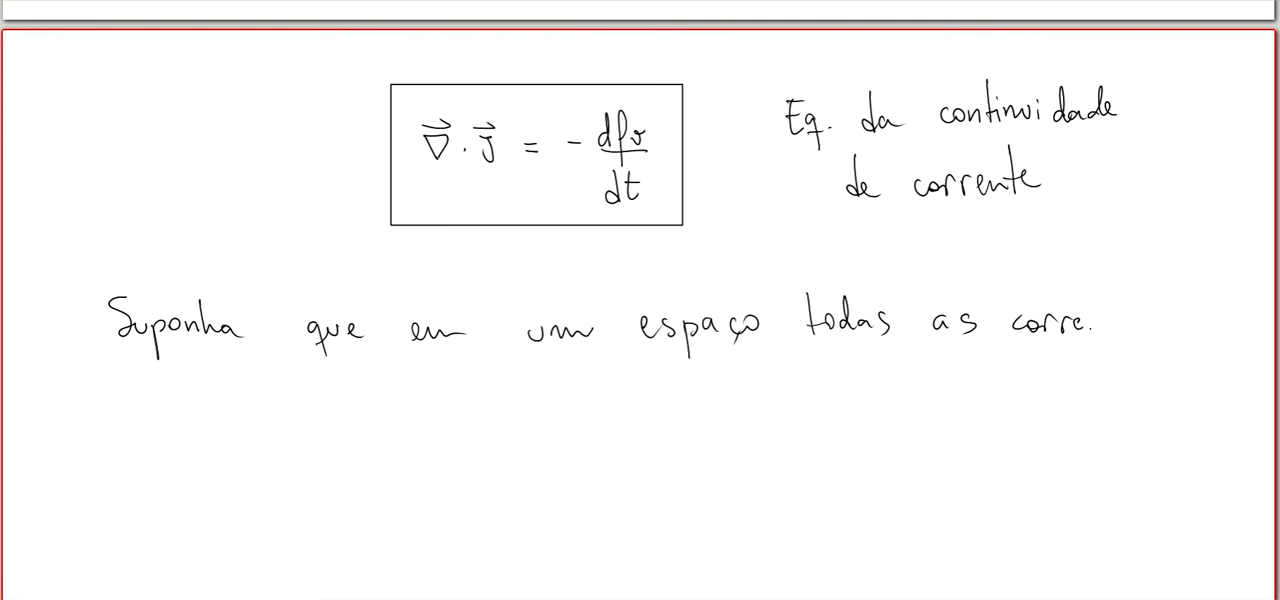 ∇⃗ · J⃗ = - dρv/dt
Eq. da continuidade
de corrente
Suponha que em um espaço todas as corre.